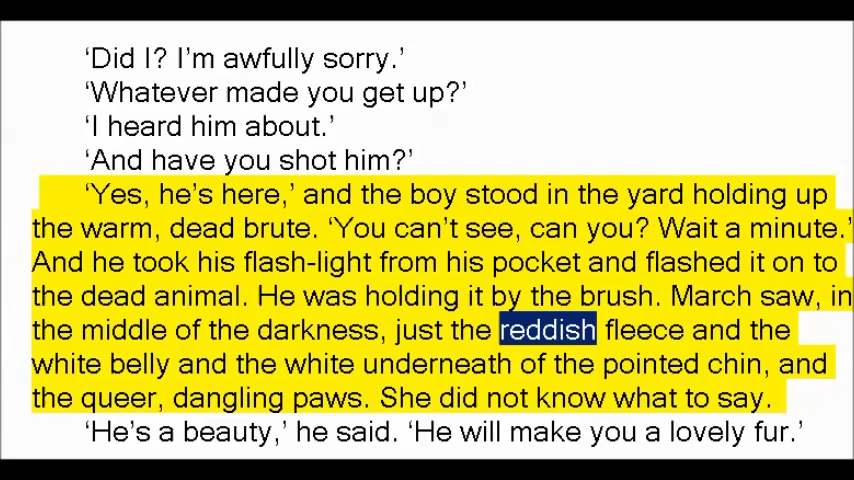 ‘Did I? I’m awfully sorry.’
‘Whatever made you get up?’
‘I heard him about.’
‘And have you shot him?’
‘Yes, he’s here,’ and the boy stood in the yard holding up
the warm, dead brute. ‘You can’t see, can you? Wait a minute.’
And he took his flash-light from his pocket and flashed it on to
the dead animal. He was holding it by the brush. March saw, in
the middle of the darkness, just the reddish fleece and the
white belly and the white underneath of the pointed chin, and
the queer, dangling paws. She did not know what to say.
‘He’s a beauty,’ he said. ‘He will make you a lovely fur.’